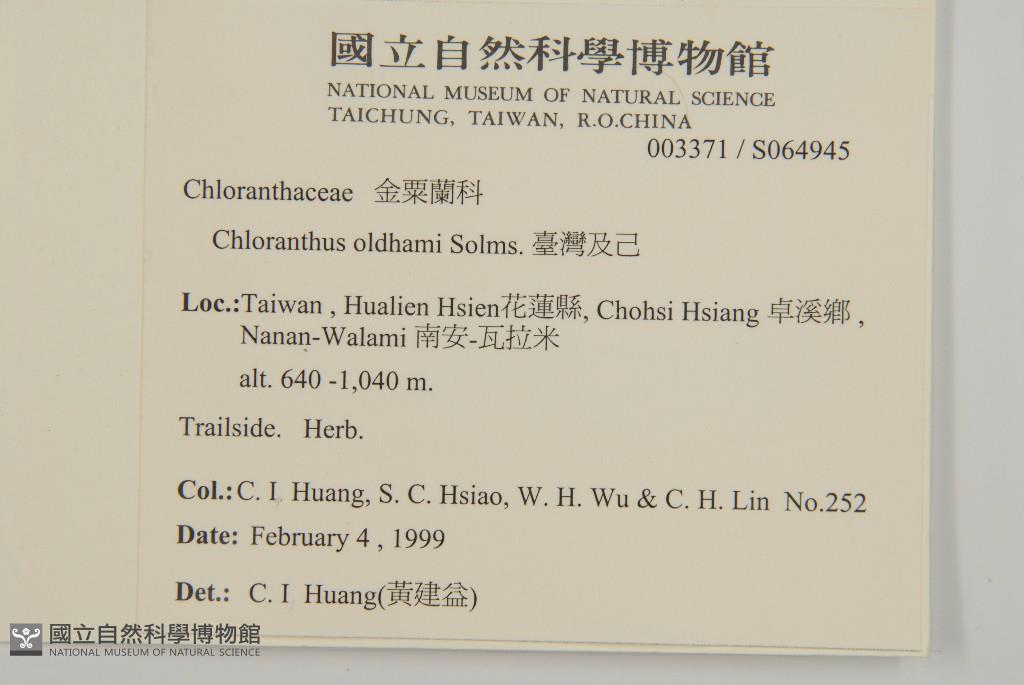 國立自然科學博物館
NATIONAL MUSEUM OF NATURAL SCIENCE
TAICHUNG, TAIWAN, R.O.CHINA
003371 / S064945
Chloranthaceae 金粟蘭科
Chloranthus oldhami Solms. 臺灣及己
Loc.:Taiwan , Hualien Hsien花蓮縣, Chohsi Hsiang 卓溪鄉 ,
Nanan-Walami 南安-瓦拉米
alt. 640 -1,040 m.
Trailside. Herb.
Col.:C. I. Huang, S. C. Hsiao, W. H. Wu & C. H. Lin No.252
Date: February 4 , 1999
Det.: C. I. Huang(黃建益)
國立自然科學博物館
NATIONAL MUSEUM OF NATURAL SCIENCE